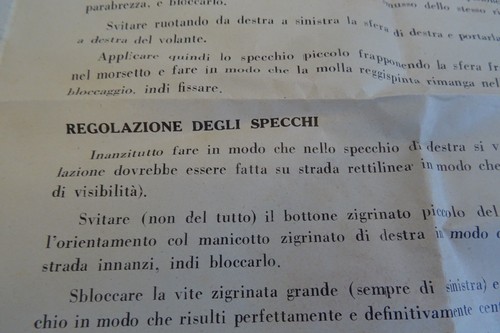 parabrezza, e bloccarlo.
dello stesso
Svitare ruotando da destra a sinistra la sfera di destra e portarla
a destra del volante.
Applicare quindi lo specchio piccolo frapponendo la sfera
nel morsetto e fare in modo che la molla reggispinta rimanga nel
bloccaggio, indi fissare.
REGOLAZIONE DEGLI SPECCHI
Inanzitutto fare in modo che nello specchio di destra si
lazione dovrebbe essere fatta su strada rettilinea in modo che
di visibilità).
Svitare (non del tutto) il bottone zigrinato piccolo del
l'orientamento col manicotto zigrinato di destra in modo
strada innanzi, indi bloccarlo.
Sbloccare la vite zigrinata grande (sempre di sinistra) e
chio in modo che risulti perfettamente e definitivamente